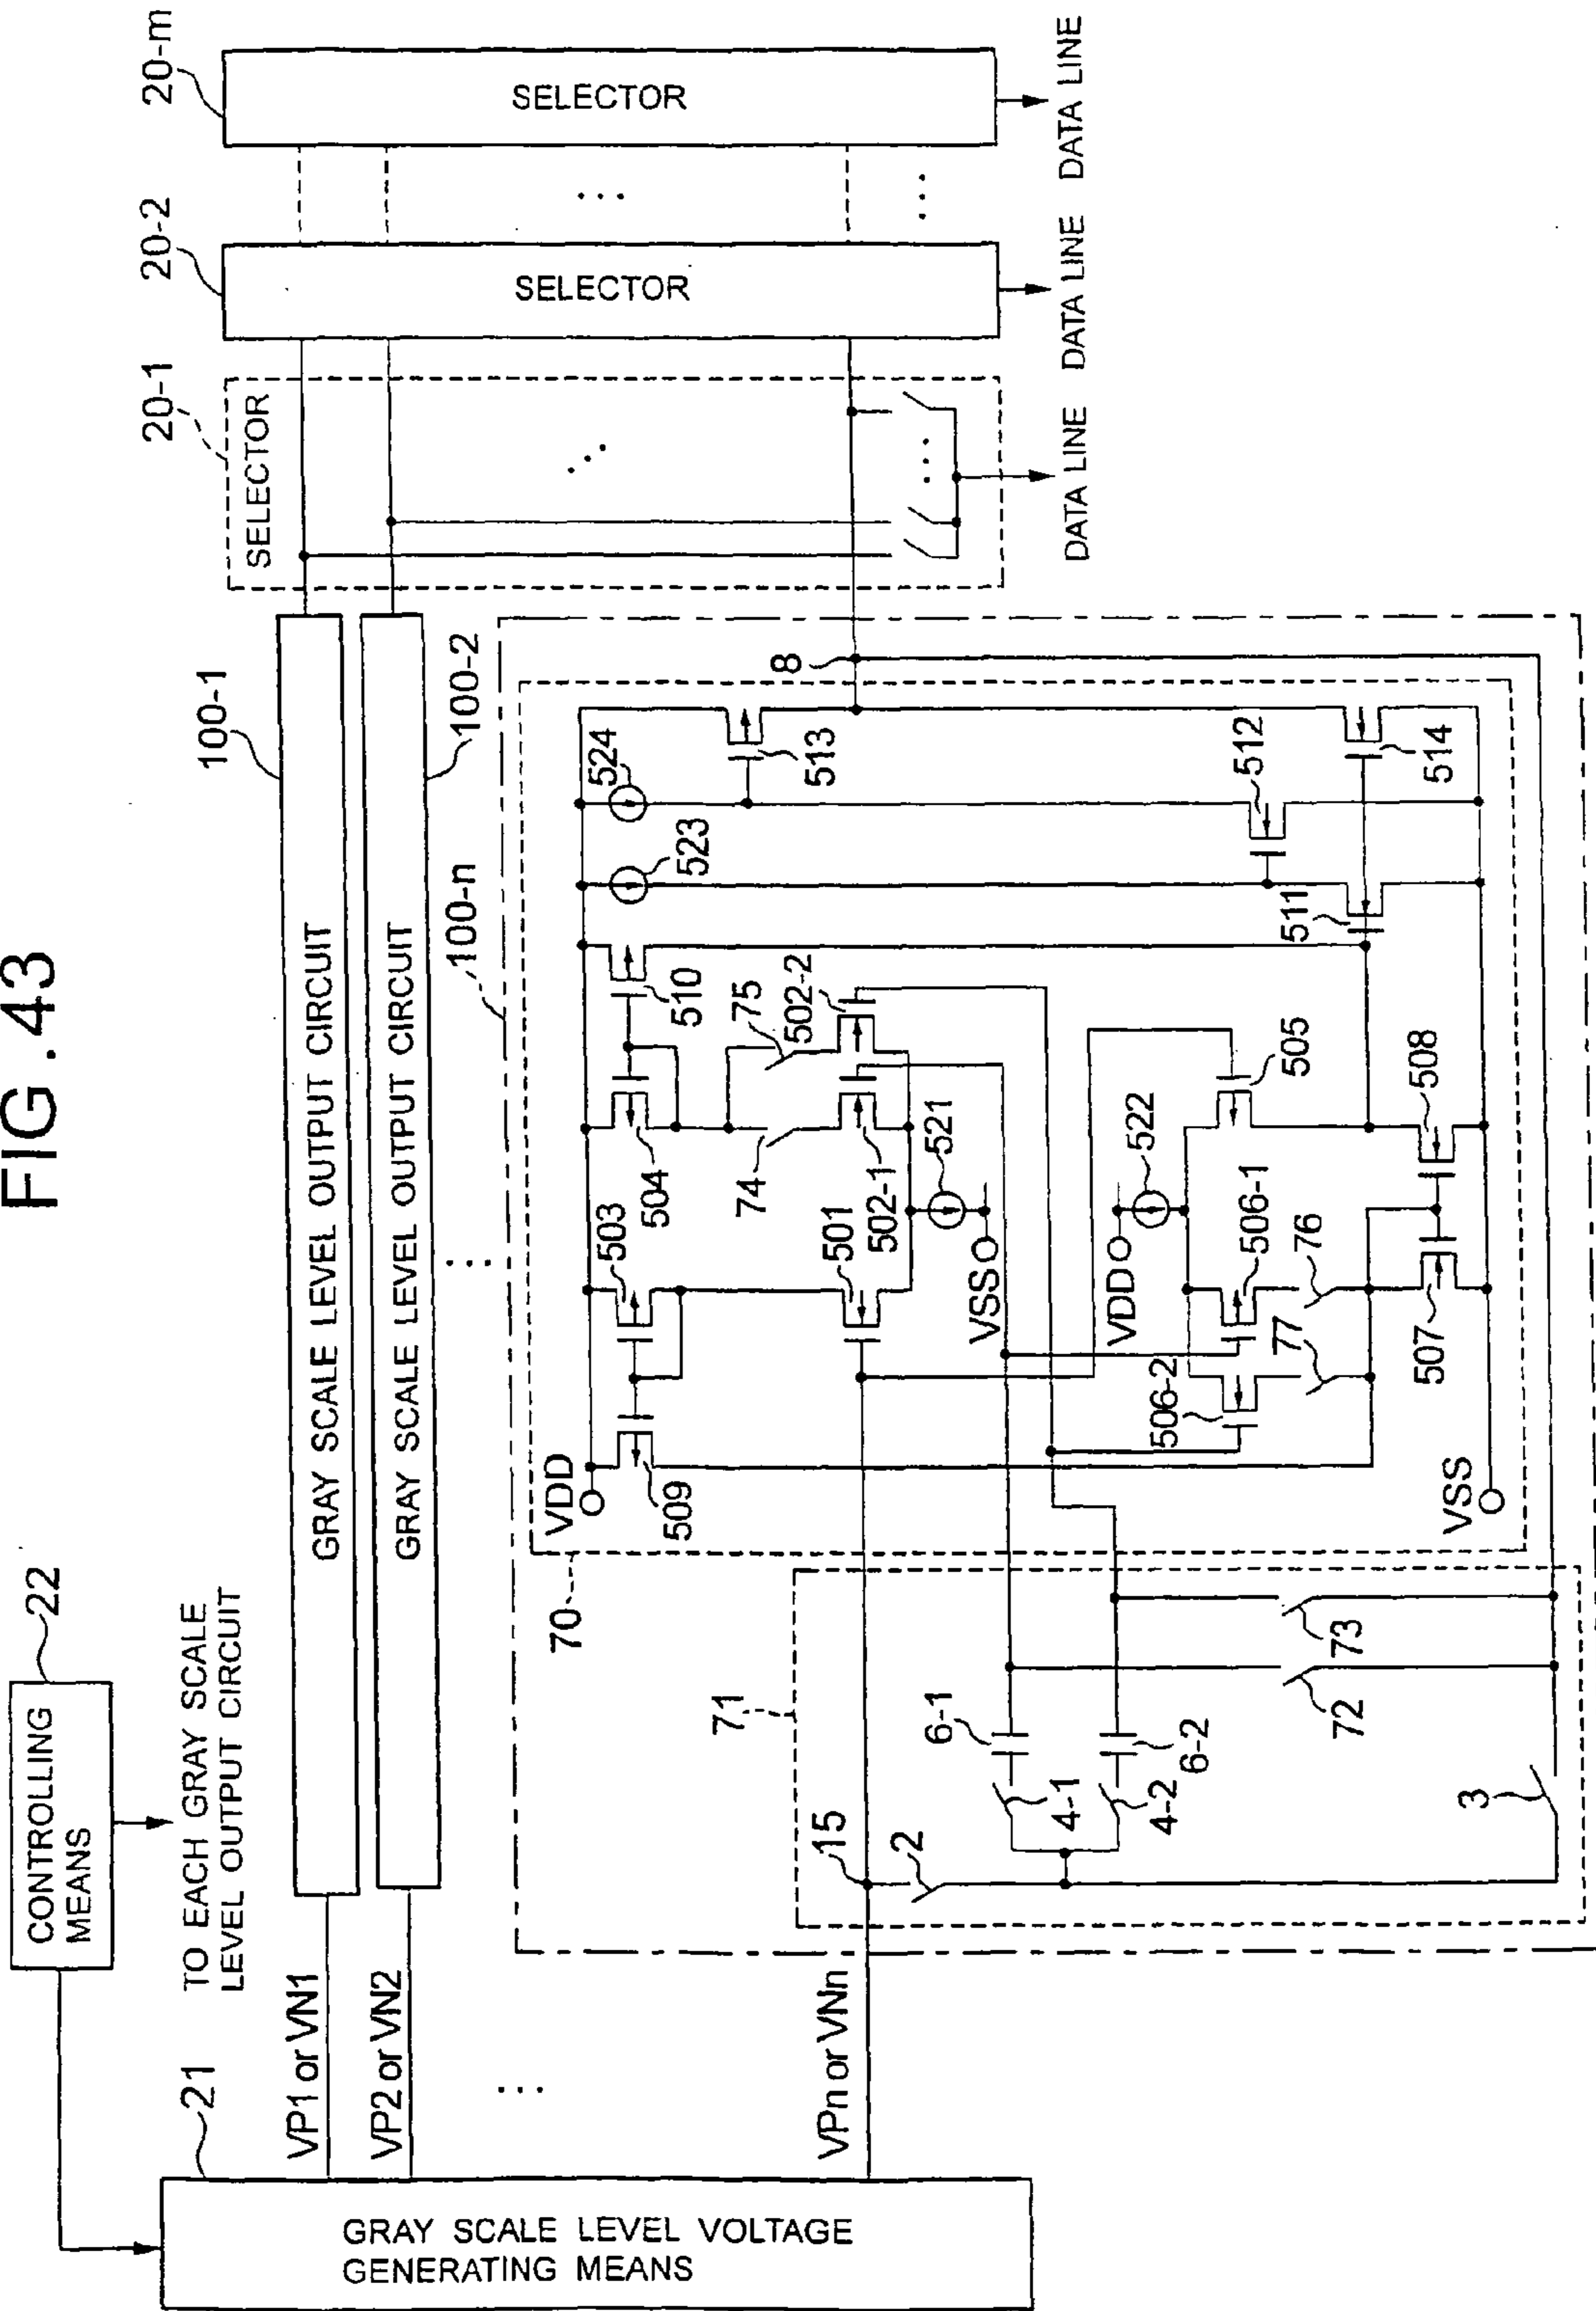 FIG.43
CONTROLLING
MEANS
22
TO EACH GRAY SCALE
LEVEL OUTPUT CIRCUIT
21
GRAY SCALE LEVEL VOLTAGE
GENERATING MEANS
VP1 or VN1
VP2 or VN2
...
VPn or VNn
GRAY SCALE LEVEL OUTPUT CIRCUIT
100-1
GRAY SCALE LEVEL OUTPUT CIRCUIT
100-2
...
100-n
SELECTOR
20-1
SELECTOR
20-2
SELECTOR
20-m
...
...
...
...
DATA LINE
DATA LINE
DATA LINE
70
VDD
509
503
504
510
523
524
513
8
74
75
502-2
501
502-1
521
VSS
VDD
522
505
512
511
514
506-1
506-2
76
77
507
508
VSS
71
15
2
4-1
6-1
4-2
6-2
72
73
3